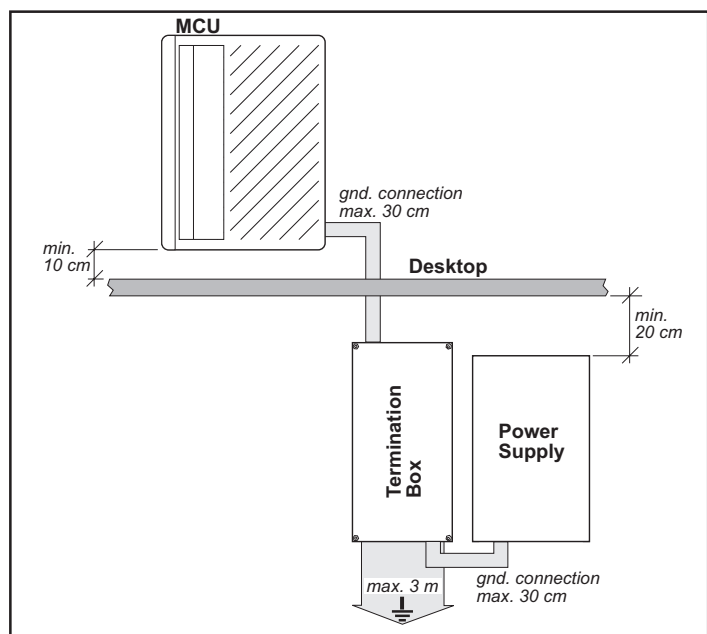 MCU
gnd. connection
max. 30 cm
min.
10 cm
Desktop
min.
20 cm
Termination
Box
Power
Supply
max. 3 m
gnd. connection
max. 30 cm